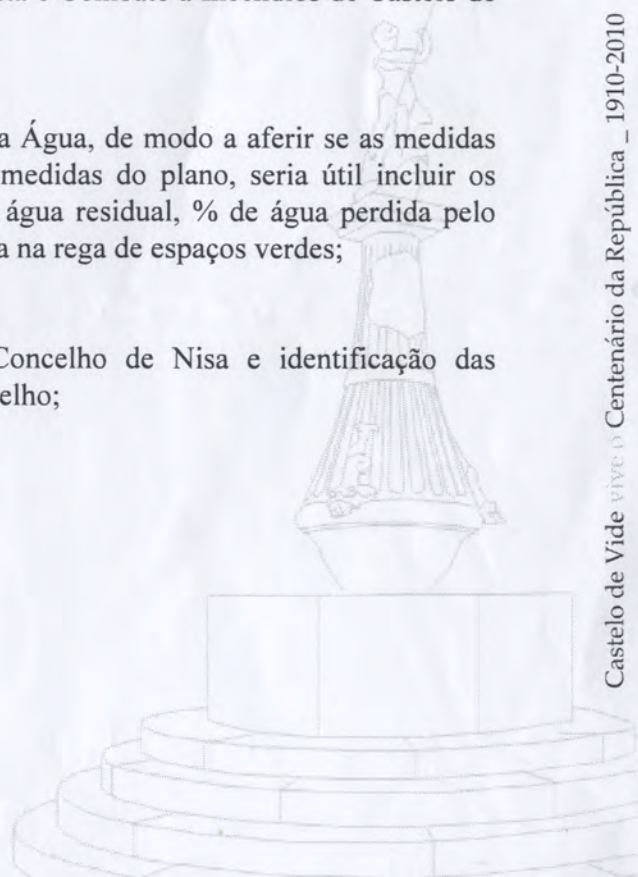 a Água, de modo a aferir se as medidas
medidas do plano, seria útil incluir os
água residual, % de água perdida pelo
a na rega de espaços verdes;
Concelho de Nisa e identificação das
elho;
Castelo de Vide vive o Centenário da República _ 1910-2010